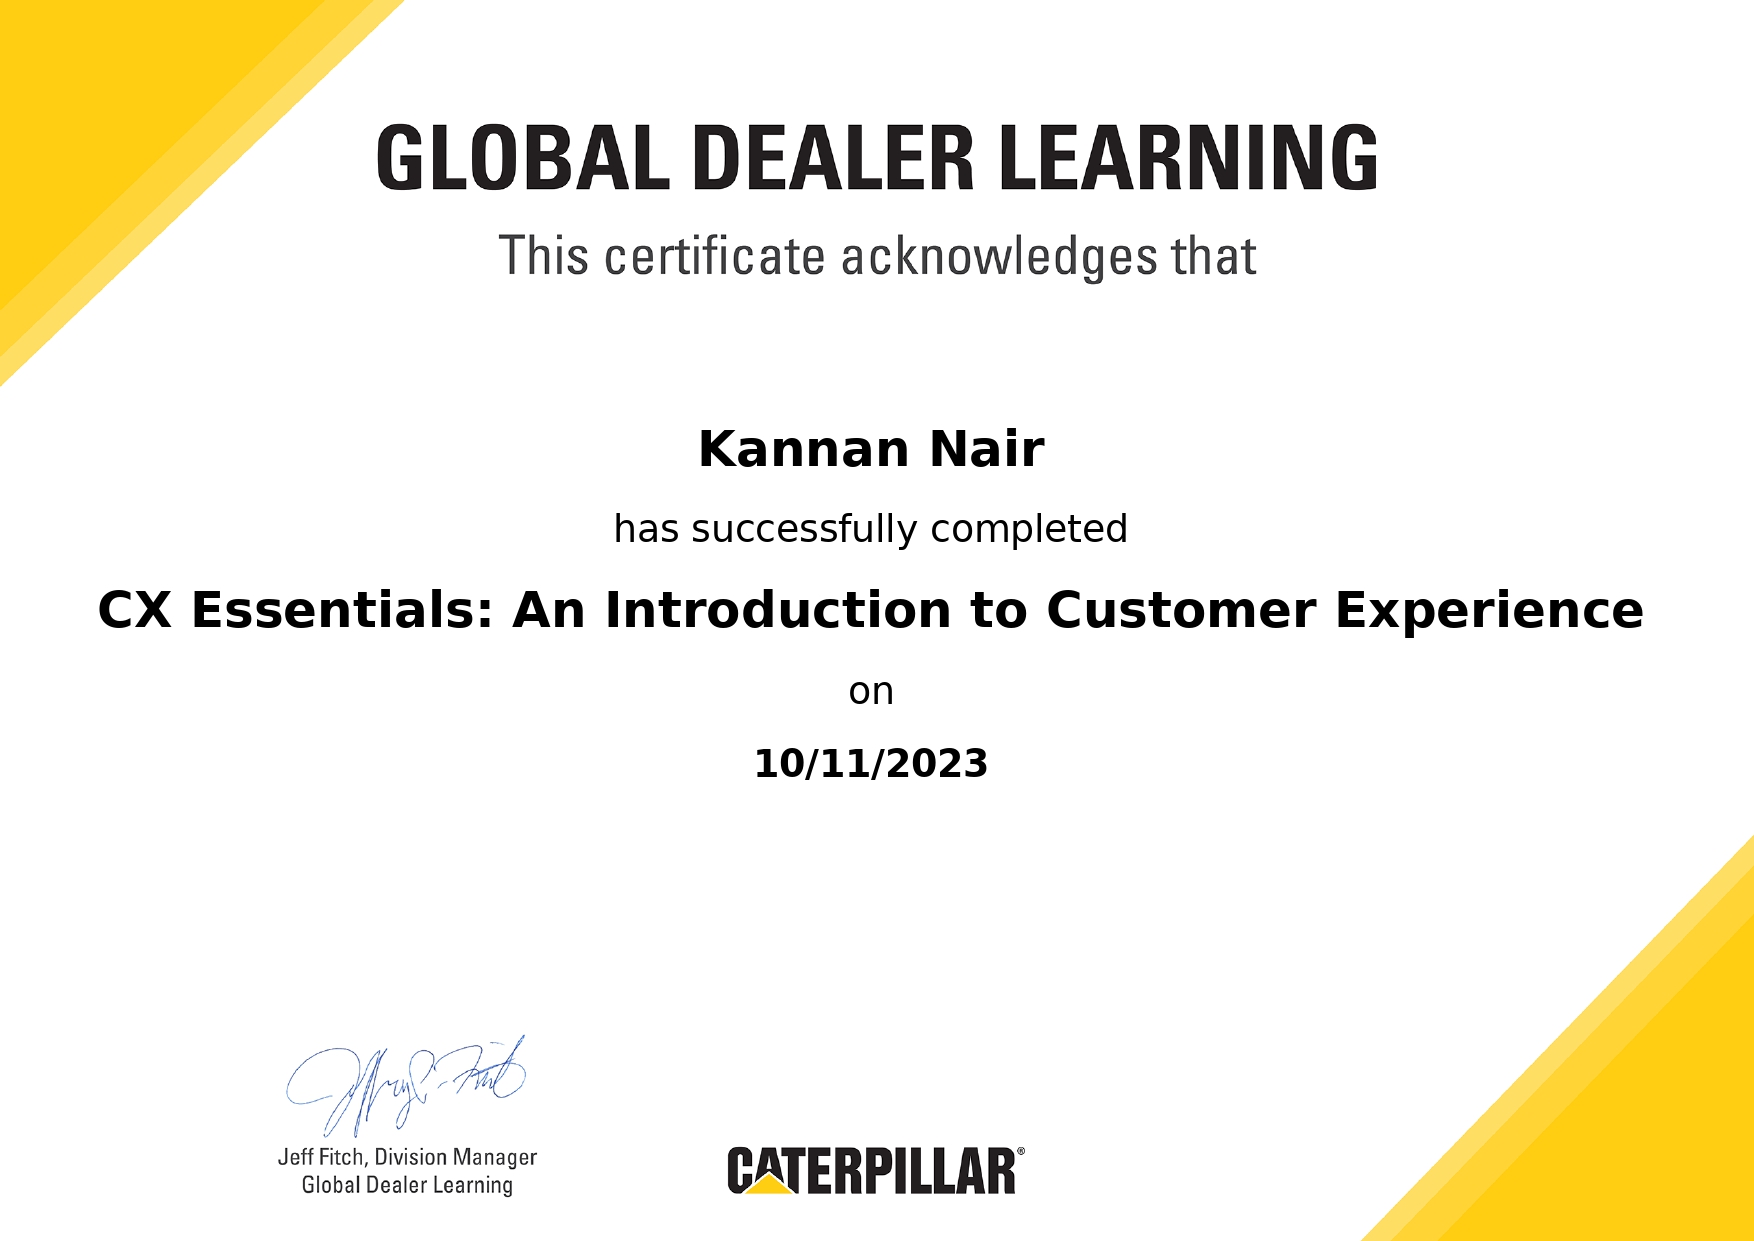 GLOBAL DEALER LEARNING
This certificate acknowledges that
Kannan Nair
has successfully completed
CX Essentials: An Introduction to Customer Experience
on
10/11/2023
Jeff Fitch, Division Manager
Global Dealer Learning
CATERPILLAR®